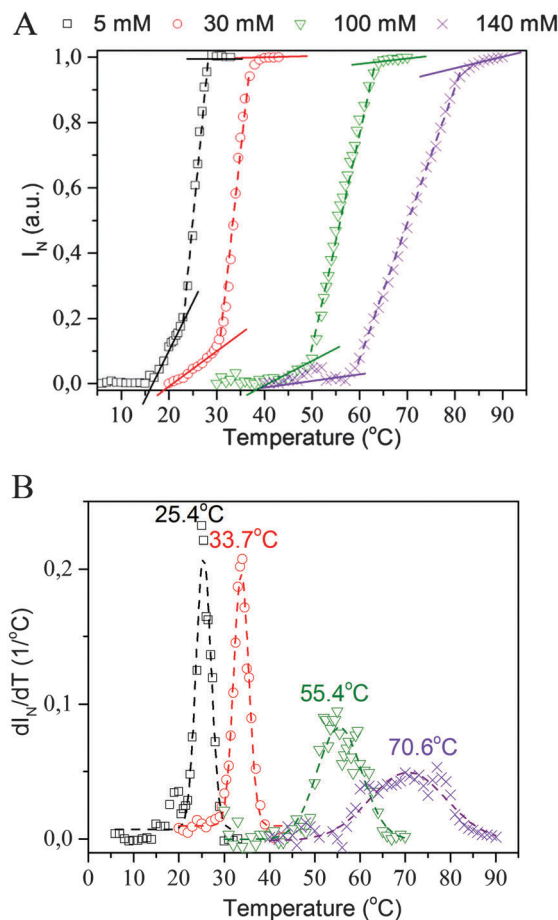 A
5 mM 30 mM 100 mM 140 mM
1,0
0,8
0,6
0,4
0,2
0,0
I_N (a.u.)
10 20 30 40 50 60 70 80 90
Temperature (°C)
B
25.4°C
33.7°C
55.4°C
70.6°C
0,2
0,1
0,0
dI_N/dT (1/°C)
0 10 20 30 40 50 60 70 80 90
Temperature (°C)